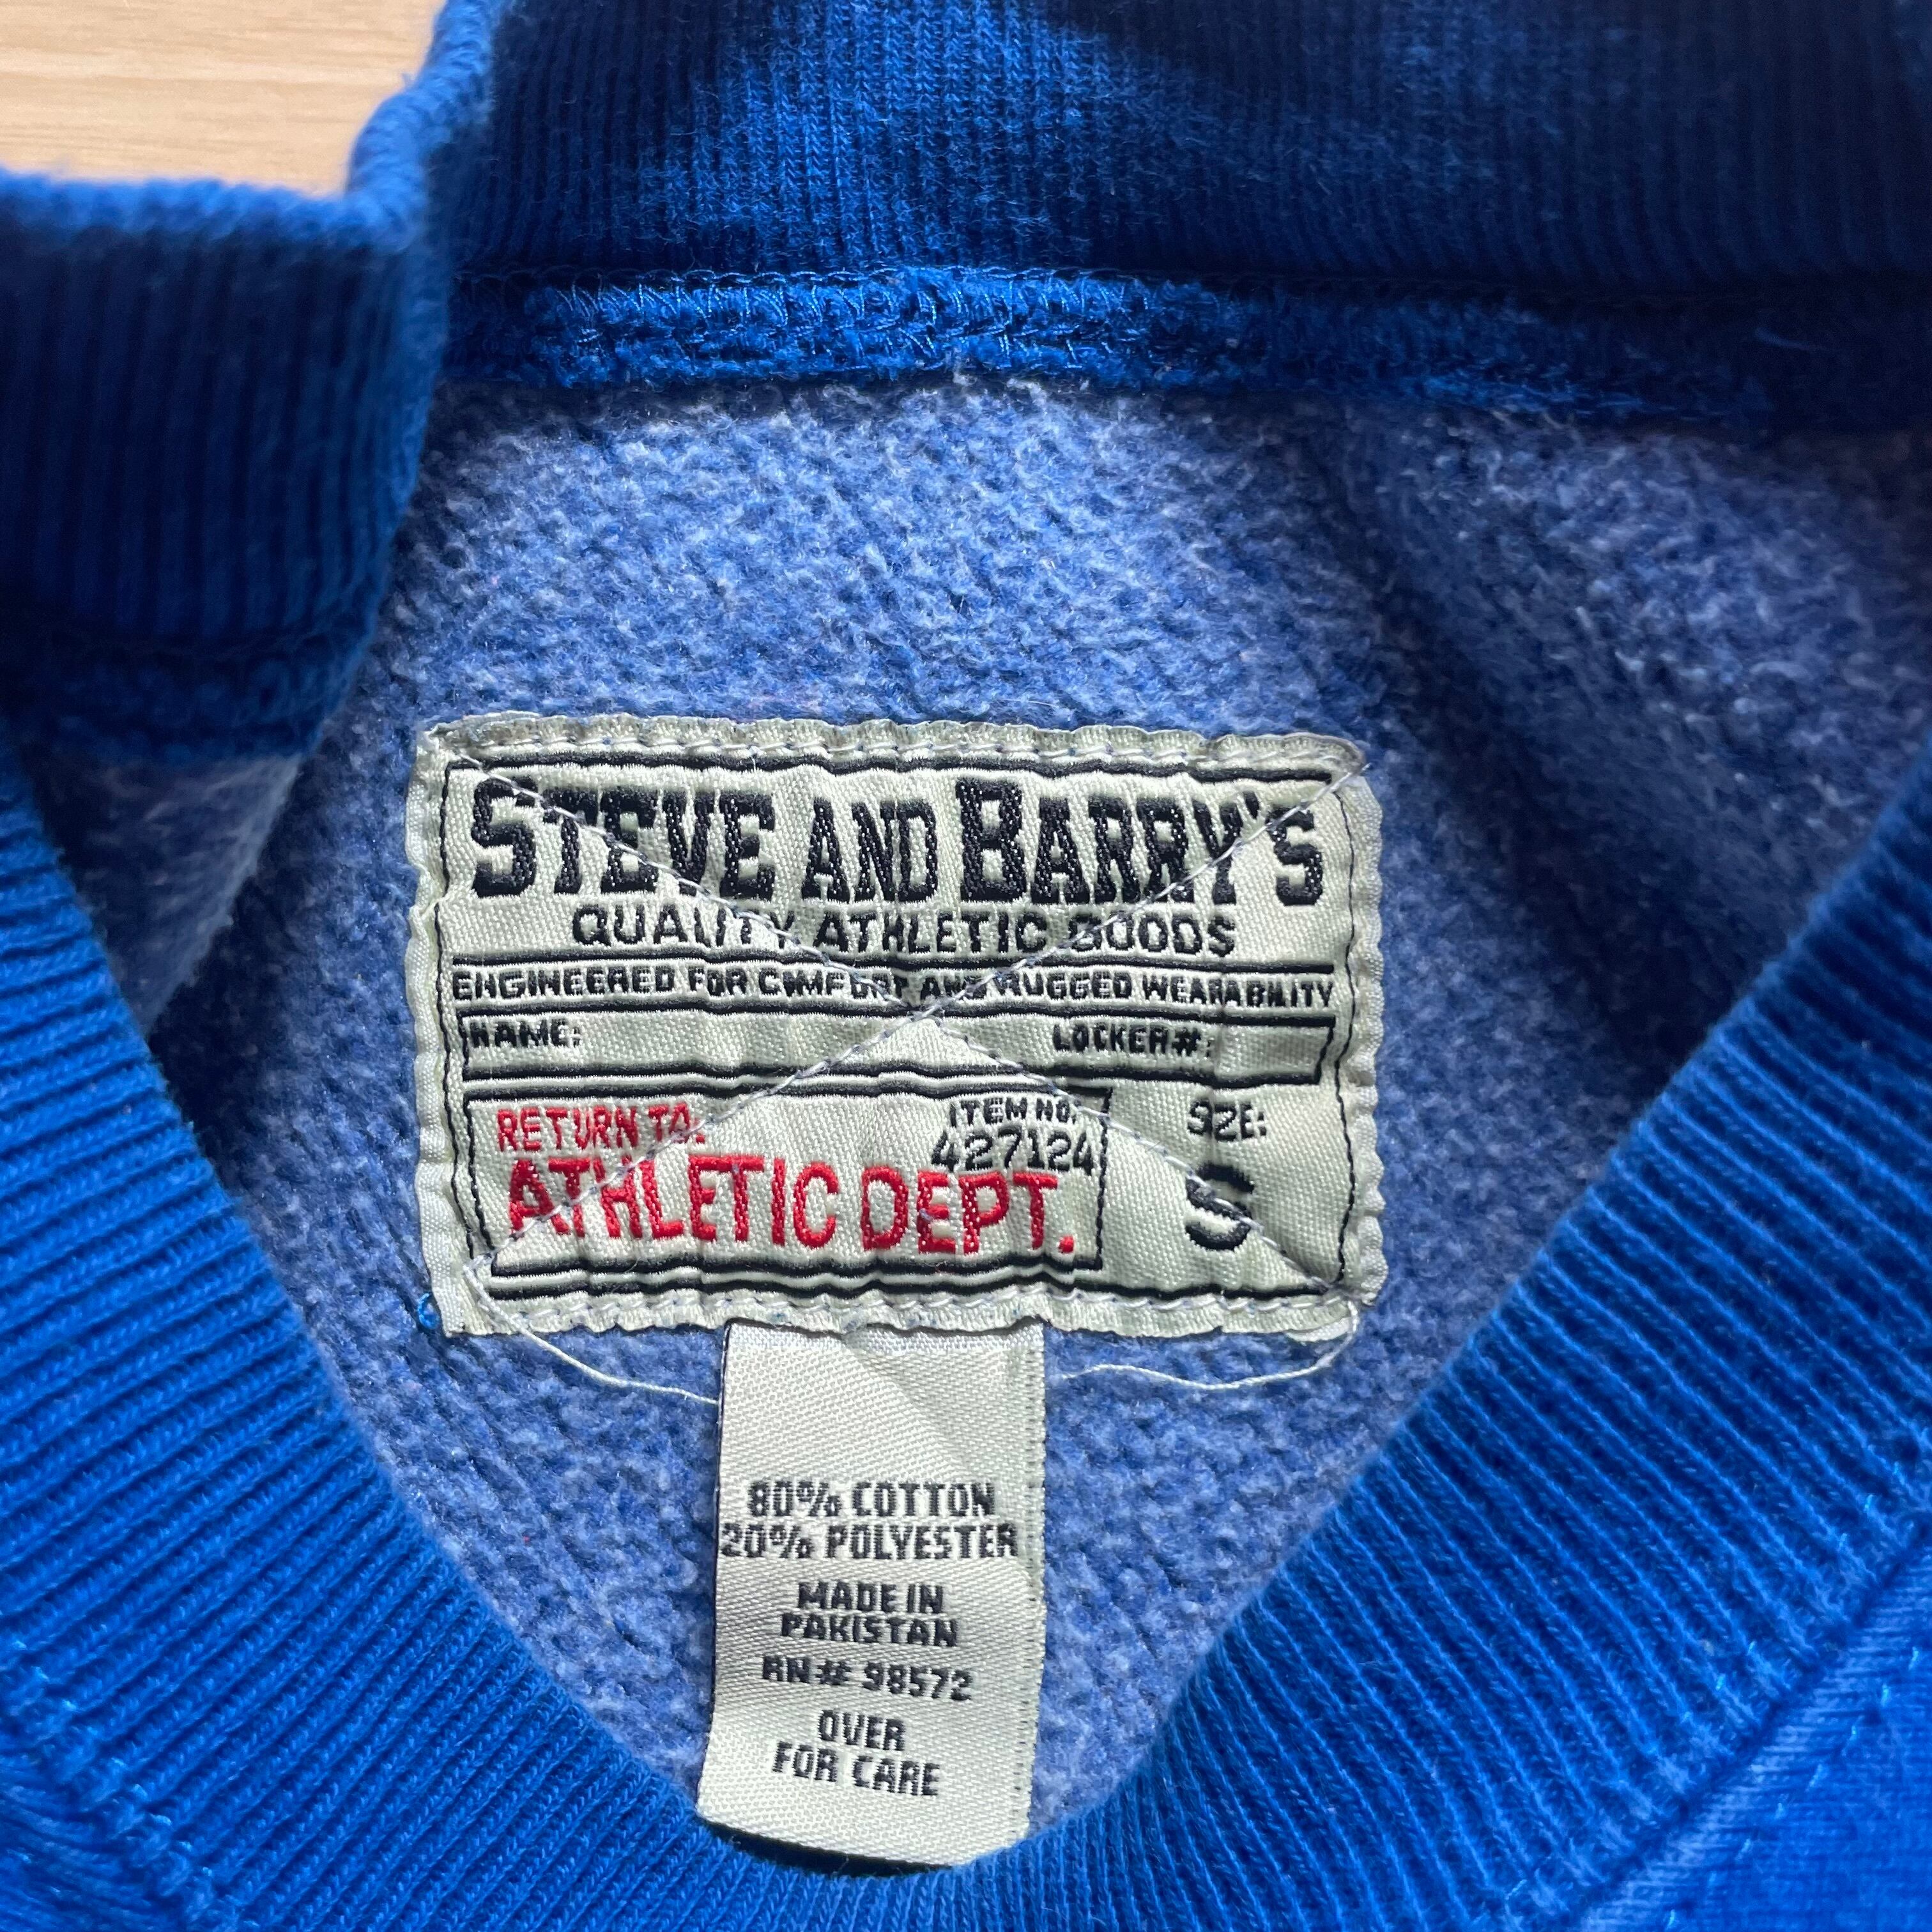 STEVE AND BARRY'S
QUALITY ATHLETIC GOODS
ENGINEERED FOR COMFORT AND RUGGED WEARABILITY
NAME: LOCKER#:
RETURN TO: ITEM NO: SIZE:
427124
ATHLETIC DEPT. S
80% COTTON
20% POLYESTER
MADE IN
PAKISTAN
RN# 98572
OVER
FOR CARE